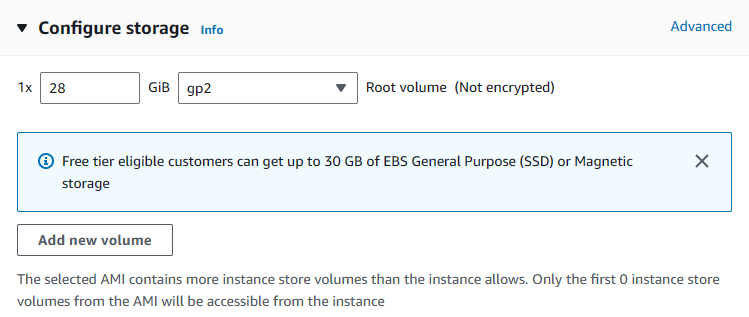 Configure storage Info Advanced
1x 28 GiB gp2 Root volume (Not encrypted)
Free tier eligible customers can get up to 30 GB of EBS General Purpose (SSD) or Magnetic
storage
Add new volume
The selected AMI contains more instance store volumes than the instance allows. Only the first 0 instance store
volumes from the AMI will be accessible from the instance